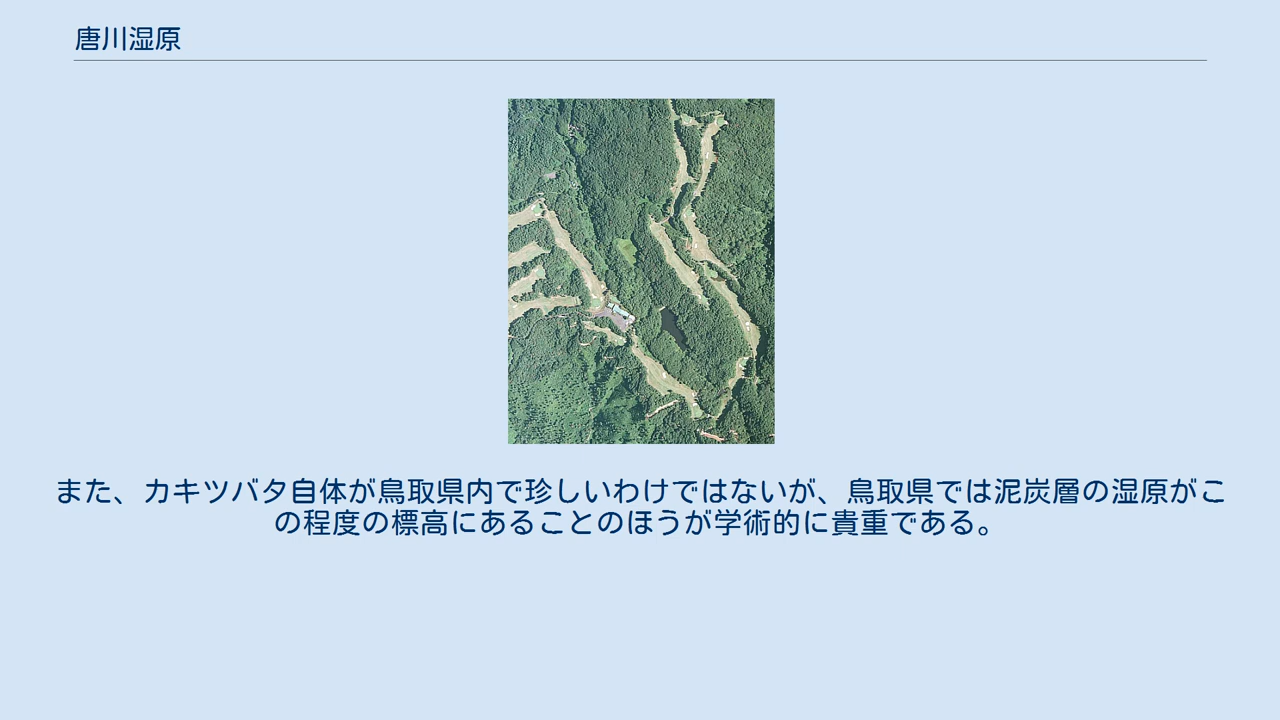 唐川湿原
また、カキツバタ自体が鳥取県内で珍しいわけではないが、鳥取県では泥炭層の湿原がこ
の程度の標高にあることのほうが学術的に貴重である。